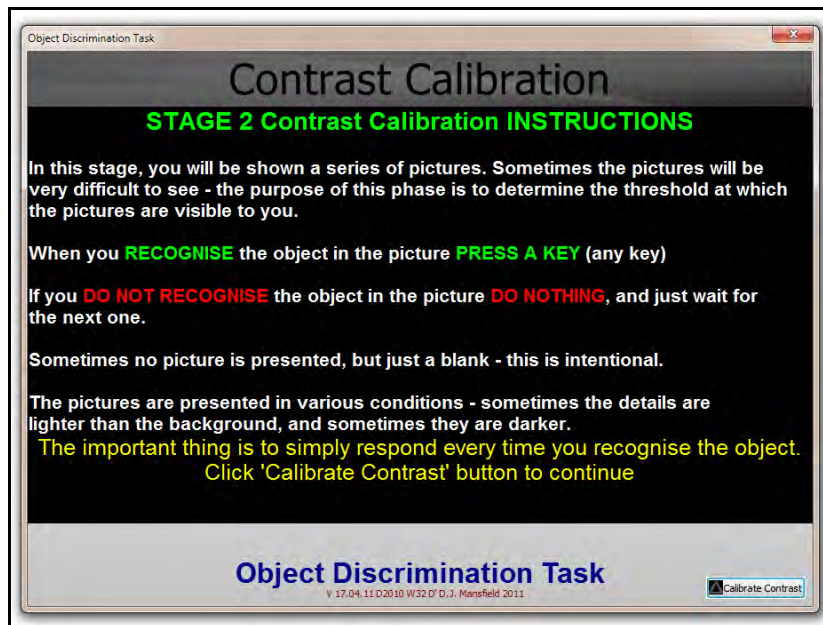 Object Discrimination Task
Contrast Calibration
STAGE 2 Contrast Calibration INSTRUCTIONS
In this stage, you will be shown a series of pictures. Sometimes the pictures will be
very difficult to see - the purpose of this phase is to determine the threshold at which
the pictures are visible to you.
When you RECOGNISE the object in the picture PRESS A KEY (any key)
If you DO NOT RECOGNISE the object in the picture DO NOTHING, and just wait for
the next one.
Sometimes no picture is presented, but just a blank - this is intentional.
The pictures are presented in various conditions - sometimes the details are
lighter than the background, and sometimes they are darker.
The important thing is to simply respond every time you recognise the object.
Click 'Calibrate Contrast' button to continue
Object Discrimination Task
V 17.04.11 D2010 W32 D' D.J. Mansfield 2011
Calibrate Contrast